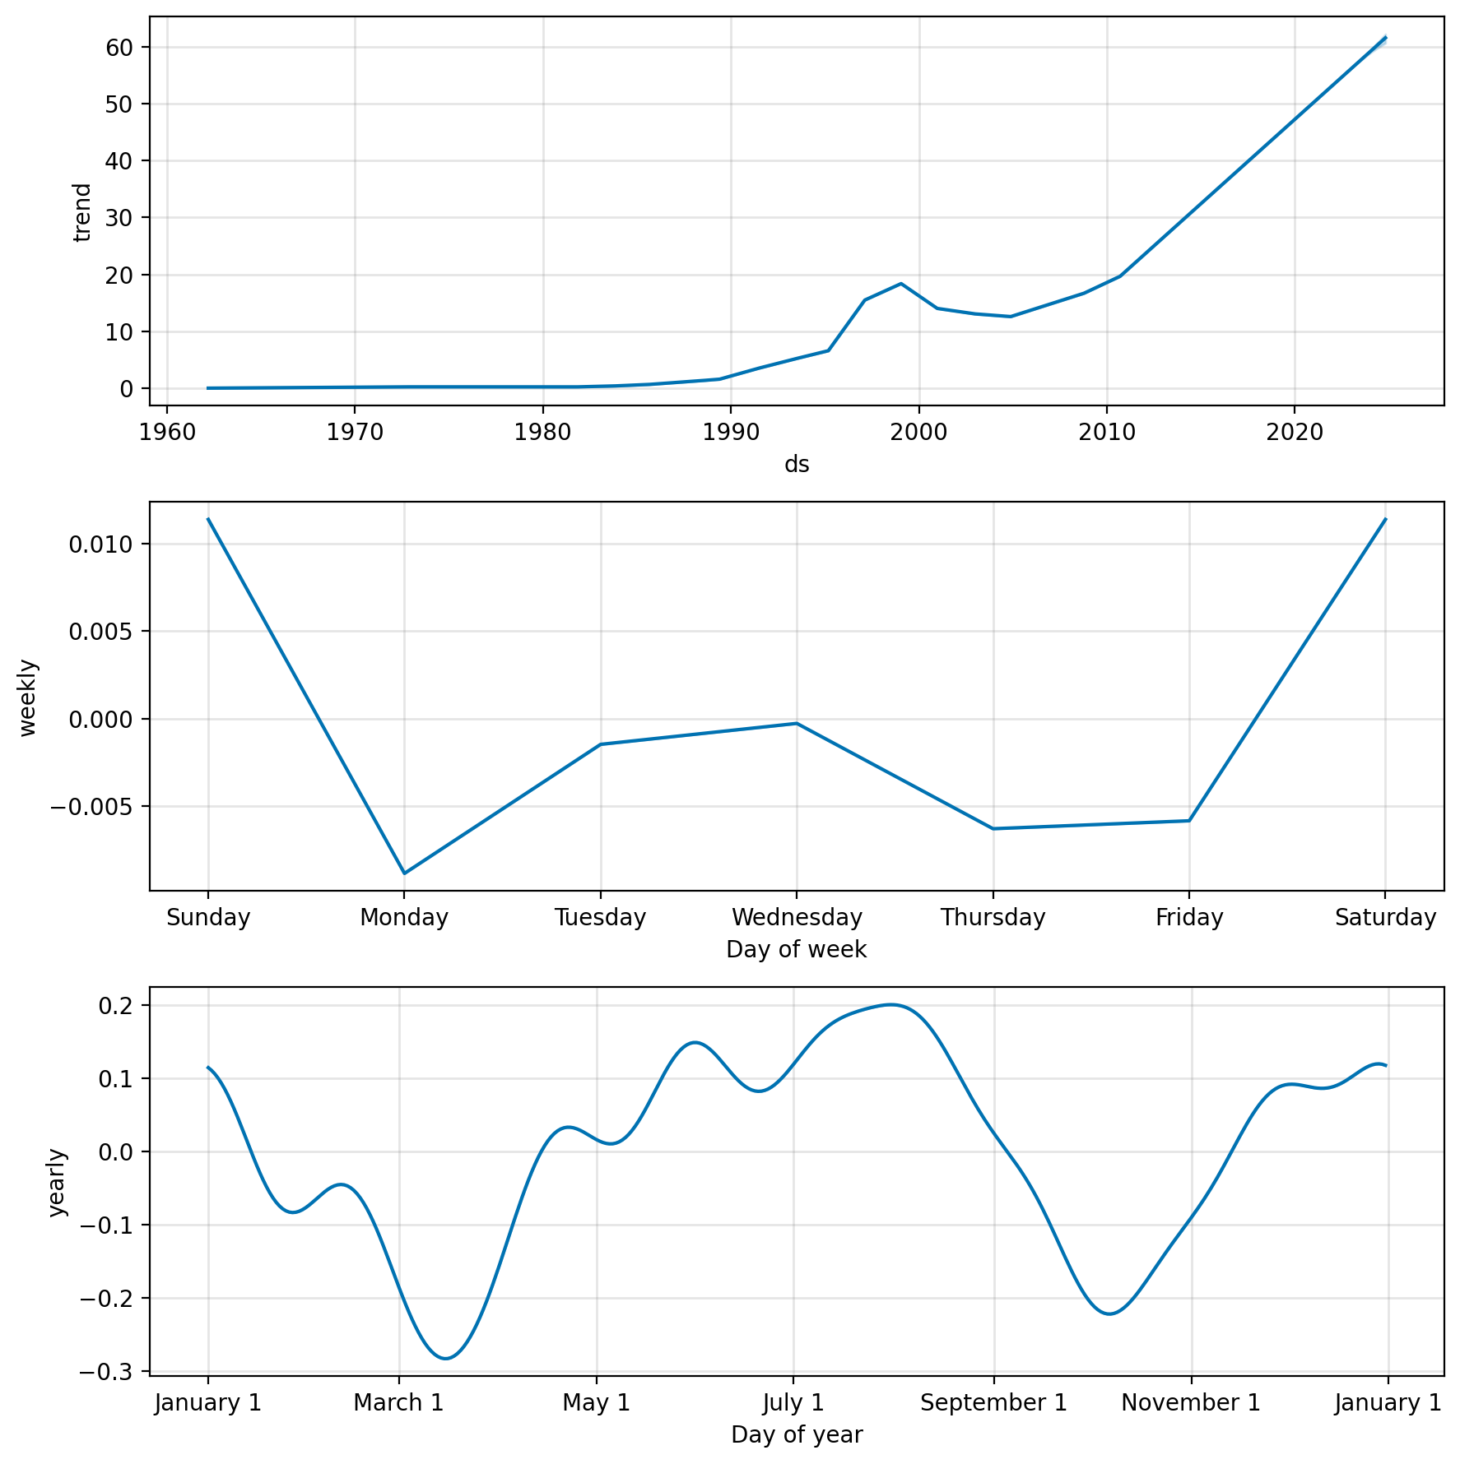 60
50
40
30
20
10
0
trend
1960 1970 1980 1990 2000 2010 2020
ds
0.010
0.005
0.000
−0.005
weekly
Sunday Monday Tuesday Wednesday Thursday Friday Saturday
Day of week
0.2
0.1
0.0
−0.1
−0.2
−0.3
yearly
January 1 March 1 May 1 July 1 September 1 November 1 January 1
Day of year